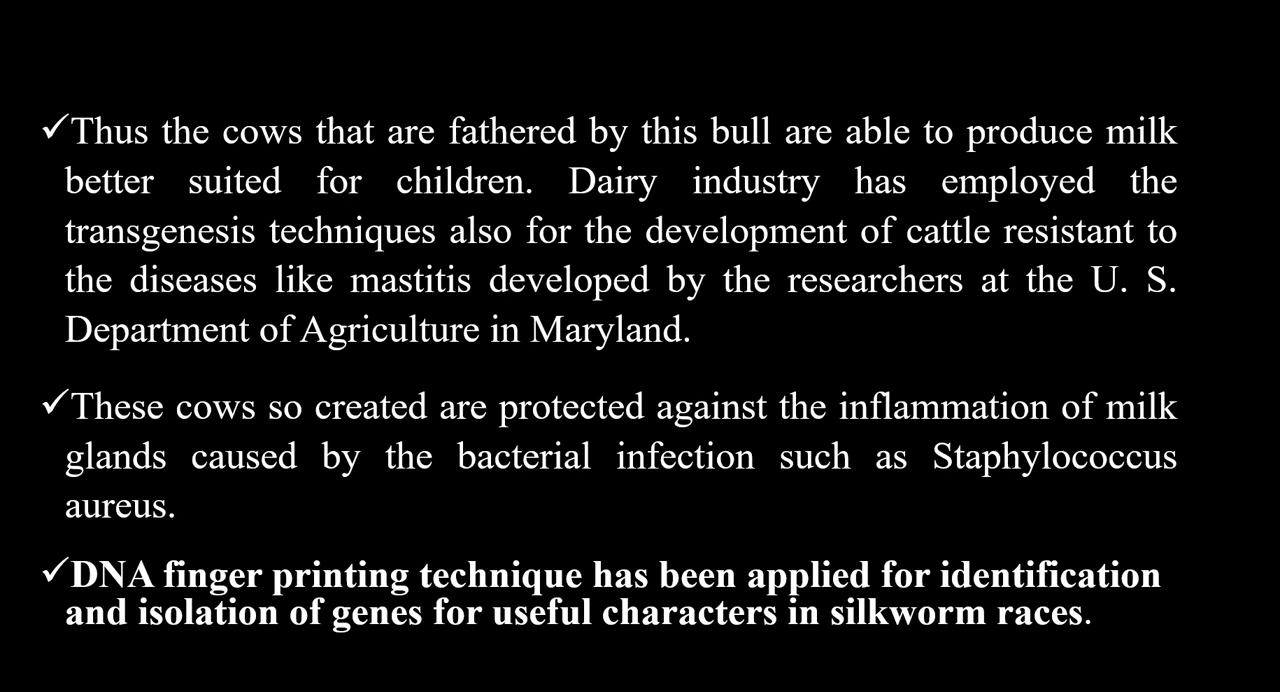 ✓Thus the cows that are fathered by this bull are able to produce milk
better suited for children. Dairy industry has employed the
transgenesis techniques also for the development of cattle resistant to
the diseases like mastitis developed by the researchers at the U. S.
Department of Agriculture in Maryland.
✓These cows so created are protected against the inflammation of milk
glands caused by the bacterial infection such as Staphylococcus
aureus.
✓DNA finger printing technique has been applied for identification
and isolation of genes for useful characters in silkworm races.